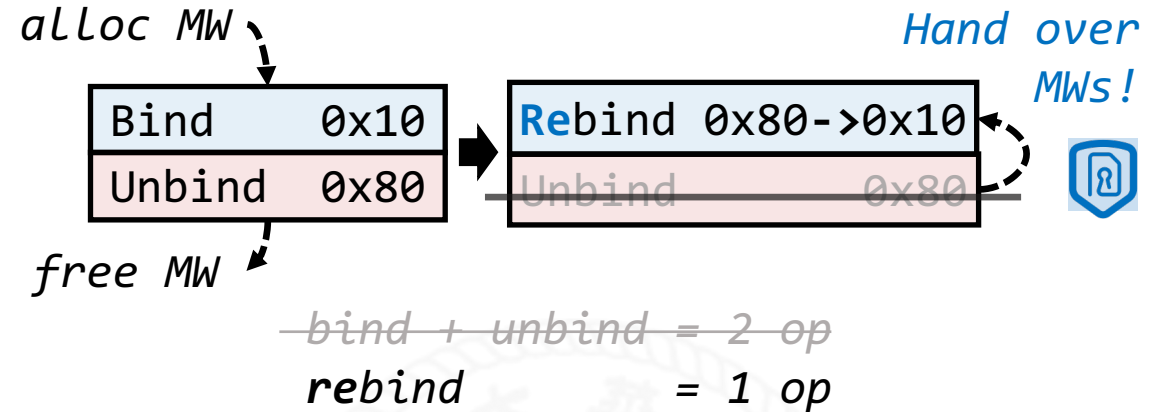 alloc MW
Hand over
MWs!
Bind 0x10
Unbind 0x80
Rebind 0x80->0x10
Unbind 0x80
free MW
bind + unbind = 2 op
rebind = 1 op